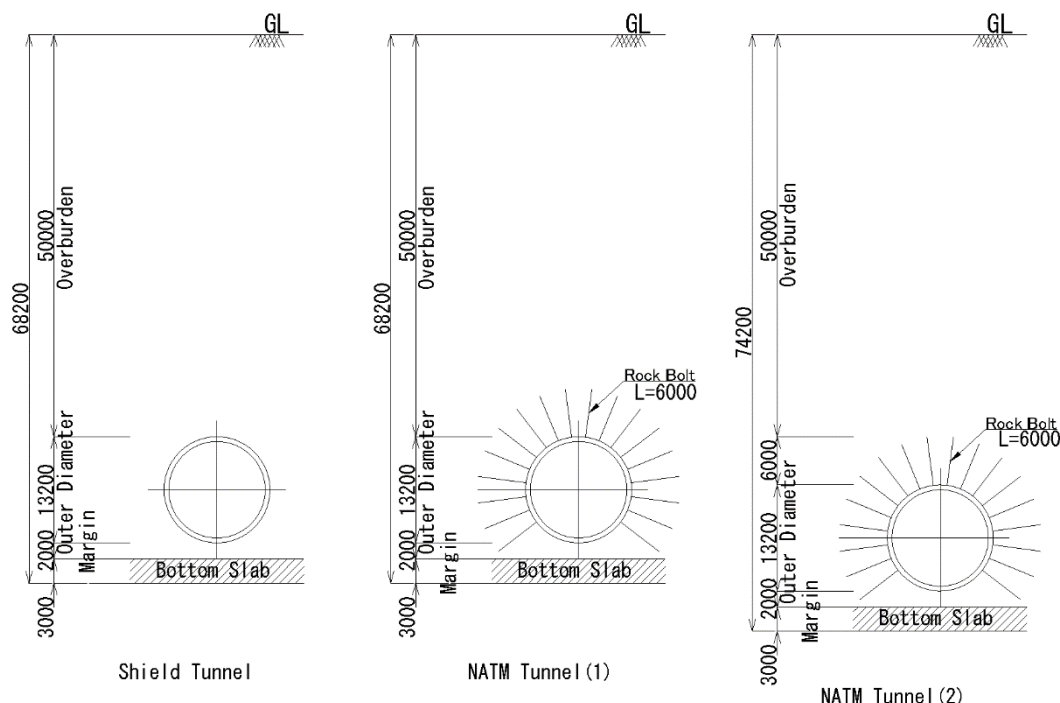 GL
68200
50000
Overburden
13200
Outer Diameter
2000
Margin
3000
Bottom Slab
Shield Tunnel
GL
68200
50000
Overburden
Rock Bolt
L=6000
13200
Outer Diameter
2000
Margin
3000
Bottom Slab
NATM Tunnel(1)
GL
74200
50000
Overburden
Rock Bolt
L=6000
6000
13200
Outer Diameter
2000
Margin
3000
Bottom Slab
NATM Tunnel(2)